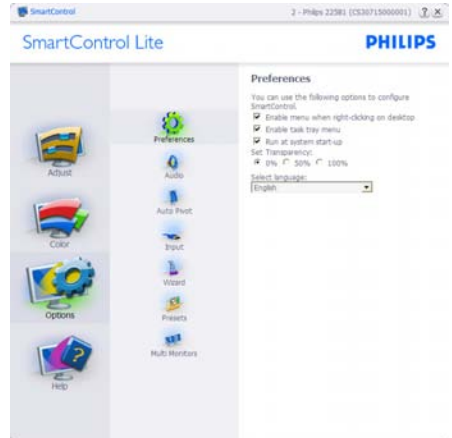 SmartControl
2 - Philips 225B1 (CS30715000001)
? X
SmartControl Lite
PHILIPS
Adjust
Color
Options
Help
Preferences
Audio
Auto Pivot
Input
Wizard
Presets
Multi Monitors
Preferences
You can use the following options to configure
SmartControl.
Enable menu when right-clicking on desktop
Enable task tray menu
Run at system start-up
Set Transparency:
0% 50% 100%
Select language:
English